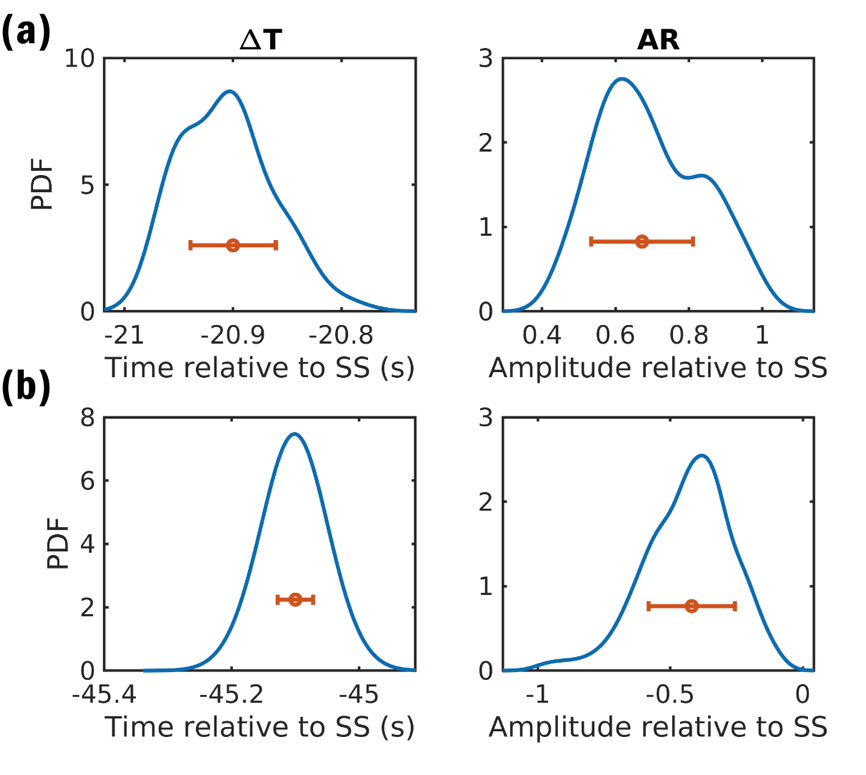 (a)
ΔT
AR
10
5
0
PDF
-21 -20.9 -20.8
Time relative to SS (s)
3
2
1
0
0.4 0.6 0.8 1
Amplitude relative to SS
(b)
8
6
4
2
0
PDF
-45.4 -45.2 -45
Time relative to SS (s)
3
2
1
0
-1 -0.5 0
Amplitude relative to SS